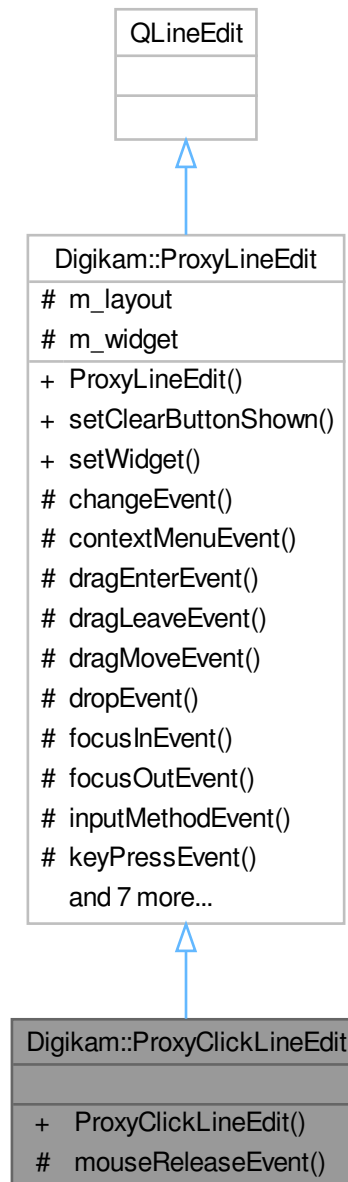 QLineEdit
Digikam::ProxyLineEdit
# m_layout
# m_widget
+ ProxyLineEdit()
+ setClearButtonShown()
+ setWidget()
# changeEvent()
# contextMenuEvent()
# dragEnterEvent()
# dragLeaveEvent()
# dragMoveEvent()
# dropEvent()
# focusInEvent()
# focusOutEvent()
# inputMethodEvent()
# keyPressEvent()
and 7 more...
Digikam::ProxyClickLineEdit
+ ProxyClickLineEdit()
# mouseReleaseEvent()